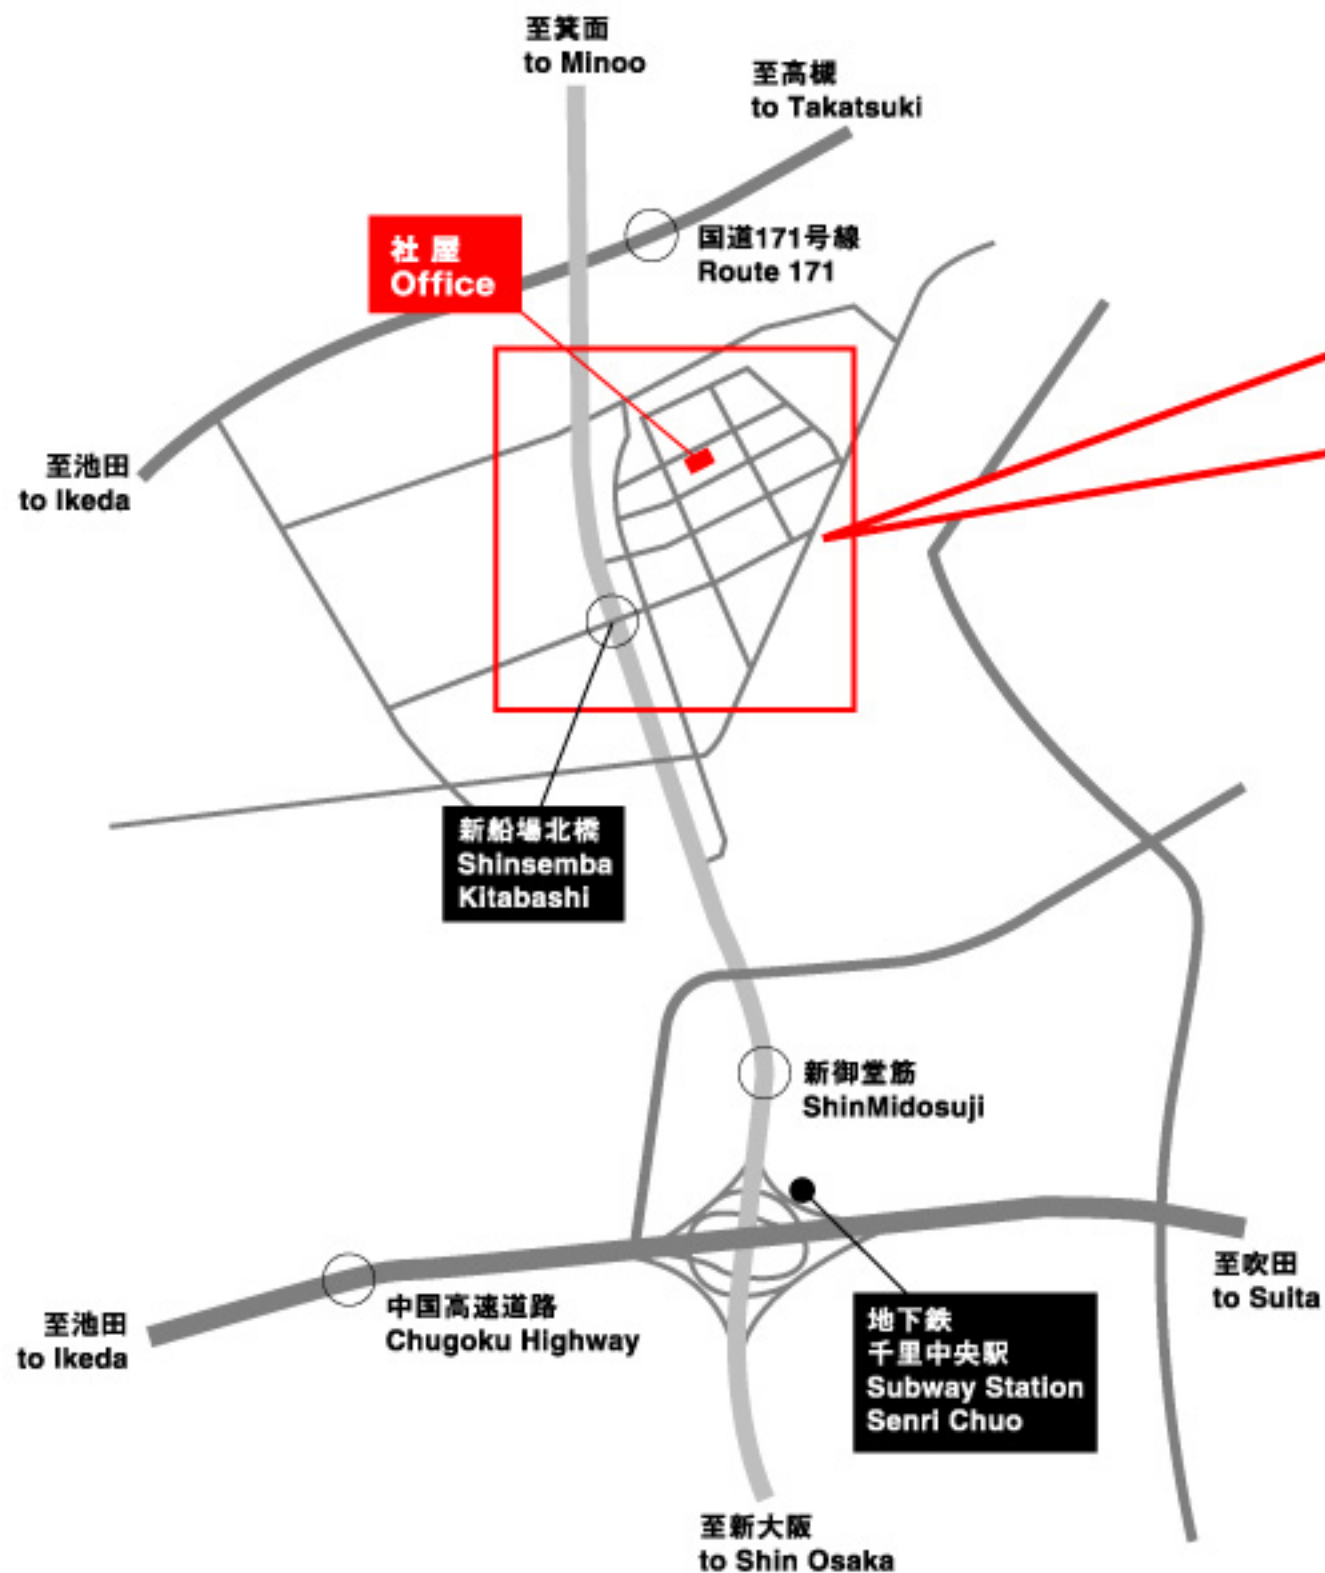 至箕面
to Minoo
至高槻
to Takatsuki
社屋
Office
国道171号線
Route 171
至池田
to Ikeda
新船場北橋
Shinsemba
Kitabashi
新御堂筋
ShinMidosuji
至吹田
to Suita
中国高速道路
Chugoku Highway
至池田
to Ikeda
地下鉄
千里中央駅
Subway Station
Senri Chuo
至新大阪
to Shin Osaka